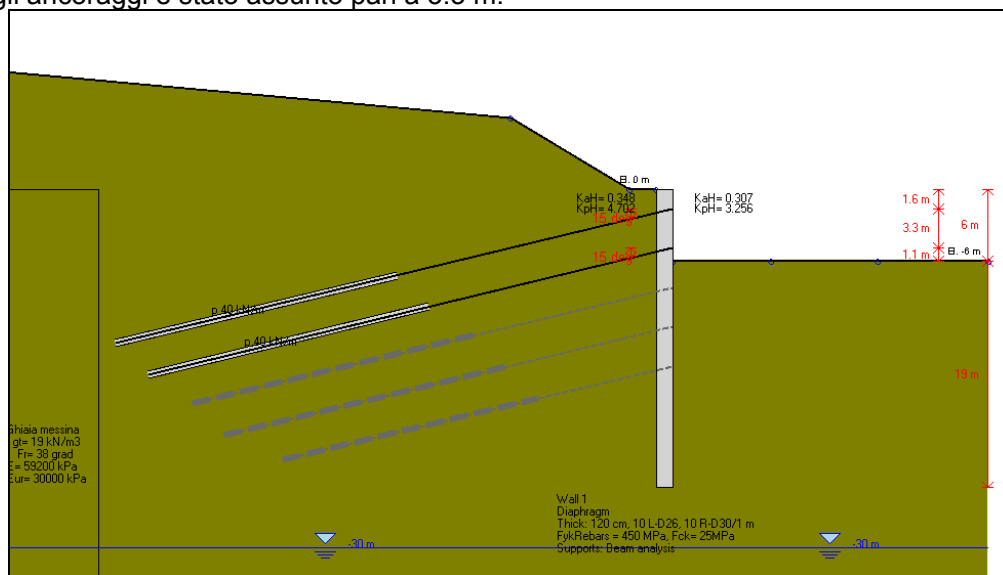 gli ancoraggi è stato assunto pari a 3.3 m.
El. 0 m
KaH= 0.348
KpH= 4.702
KaH= 0.307
KpH= 3.256
15 deg
15 deg
1.6 m
3.3 m
6 m
1.1 m
El. -6 m
p.40 kN/m
p.40 kN/m
19 m
Ghiaia messina
gt= 19 kN/m3
Fr= 38 grad
E= 59200 kPa
Eur= 30000 kPa
Wall 1
Diaphragm
Thick: 120 cm, 10 L-D26, 10 R-D30/1 m
FykRebars = 450 MPa, Fck= 25MPa
Supports: Beam analysis
-30 m
-30 m